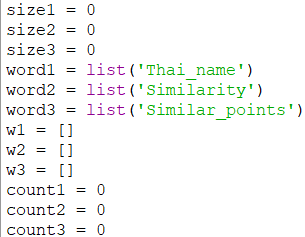 size1 = 0
size2 = 0
size3 = 0
word1 = list('Thai_name')
word2 = list('Similarity')
word3 = list('Similar_points')
w1 = []
w2 = []
w3 = []
count1 = 0
count2 = 0
count3 = 0